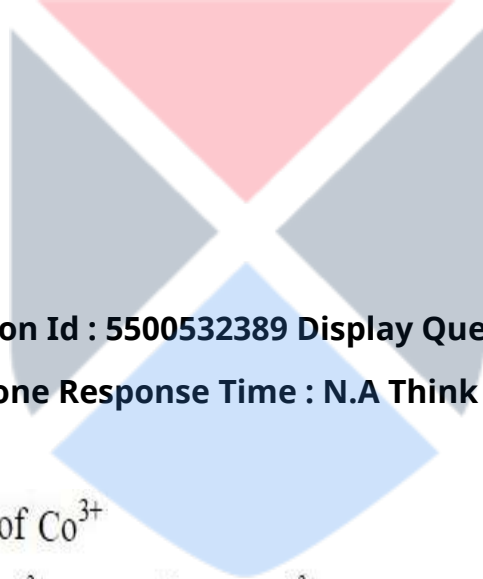 on Id : 5500532389 Display Que
one Response Time : N.A Think
of Co³⁺